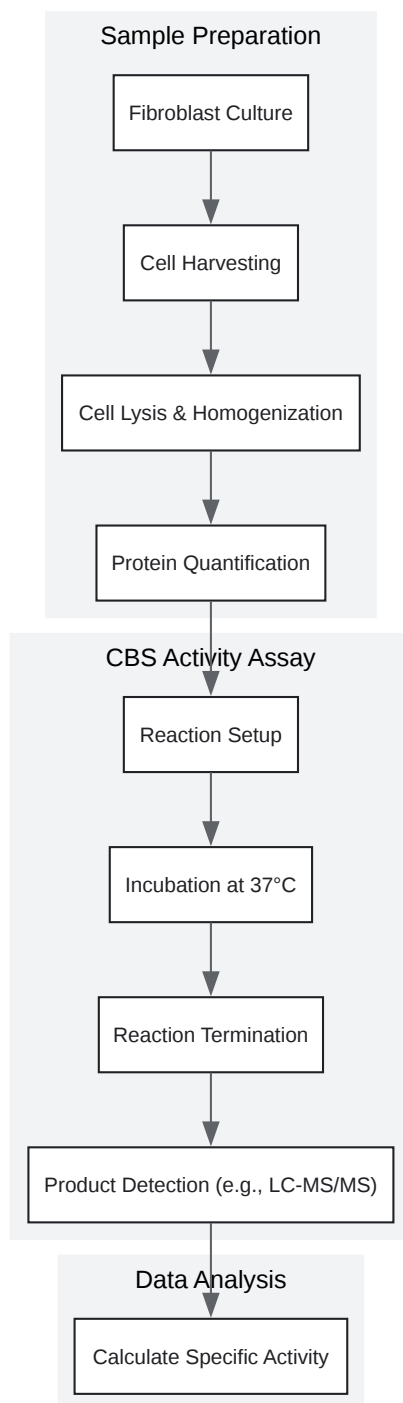 Sample Preparation
Fibroblast Culture
Cell Harvesting
Cell Lysis & Homogenization
Protein Quantification
CBS Activity Assay
Reaction Setup
Incubation at 37°C
Reaction Termination
Product Detection (e.g., LC-MS/MS)
Data Analysis
Calculate Specific Activity